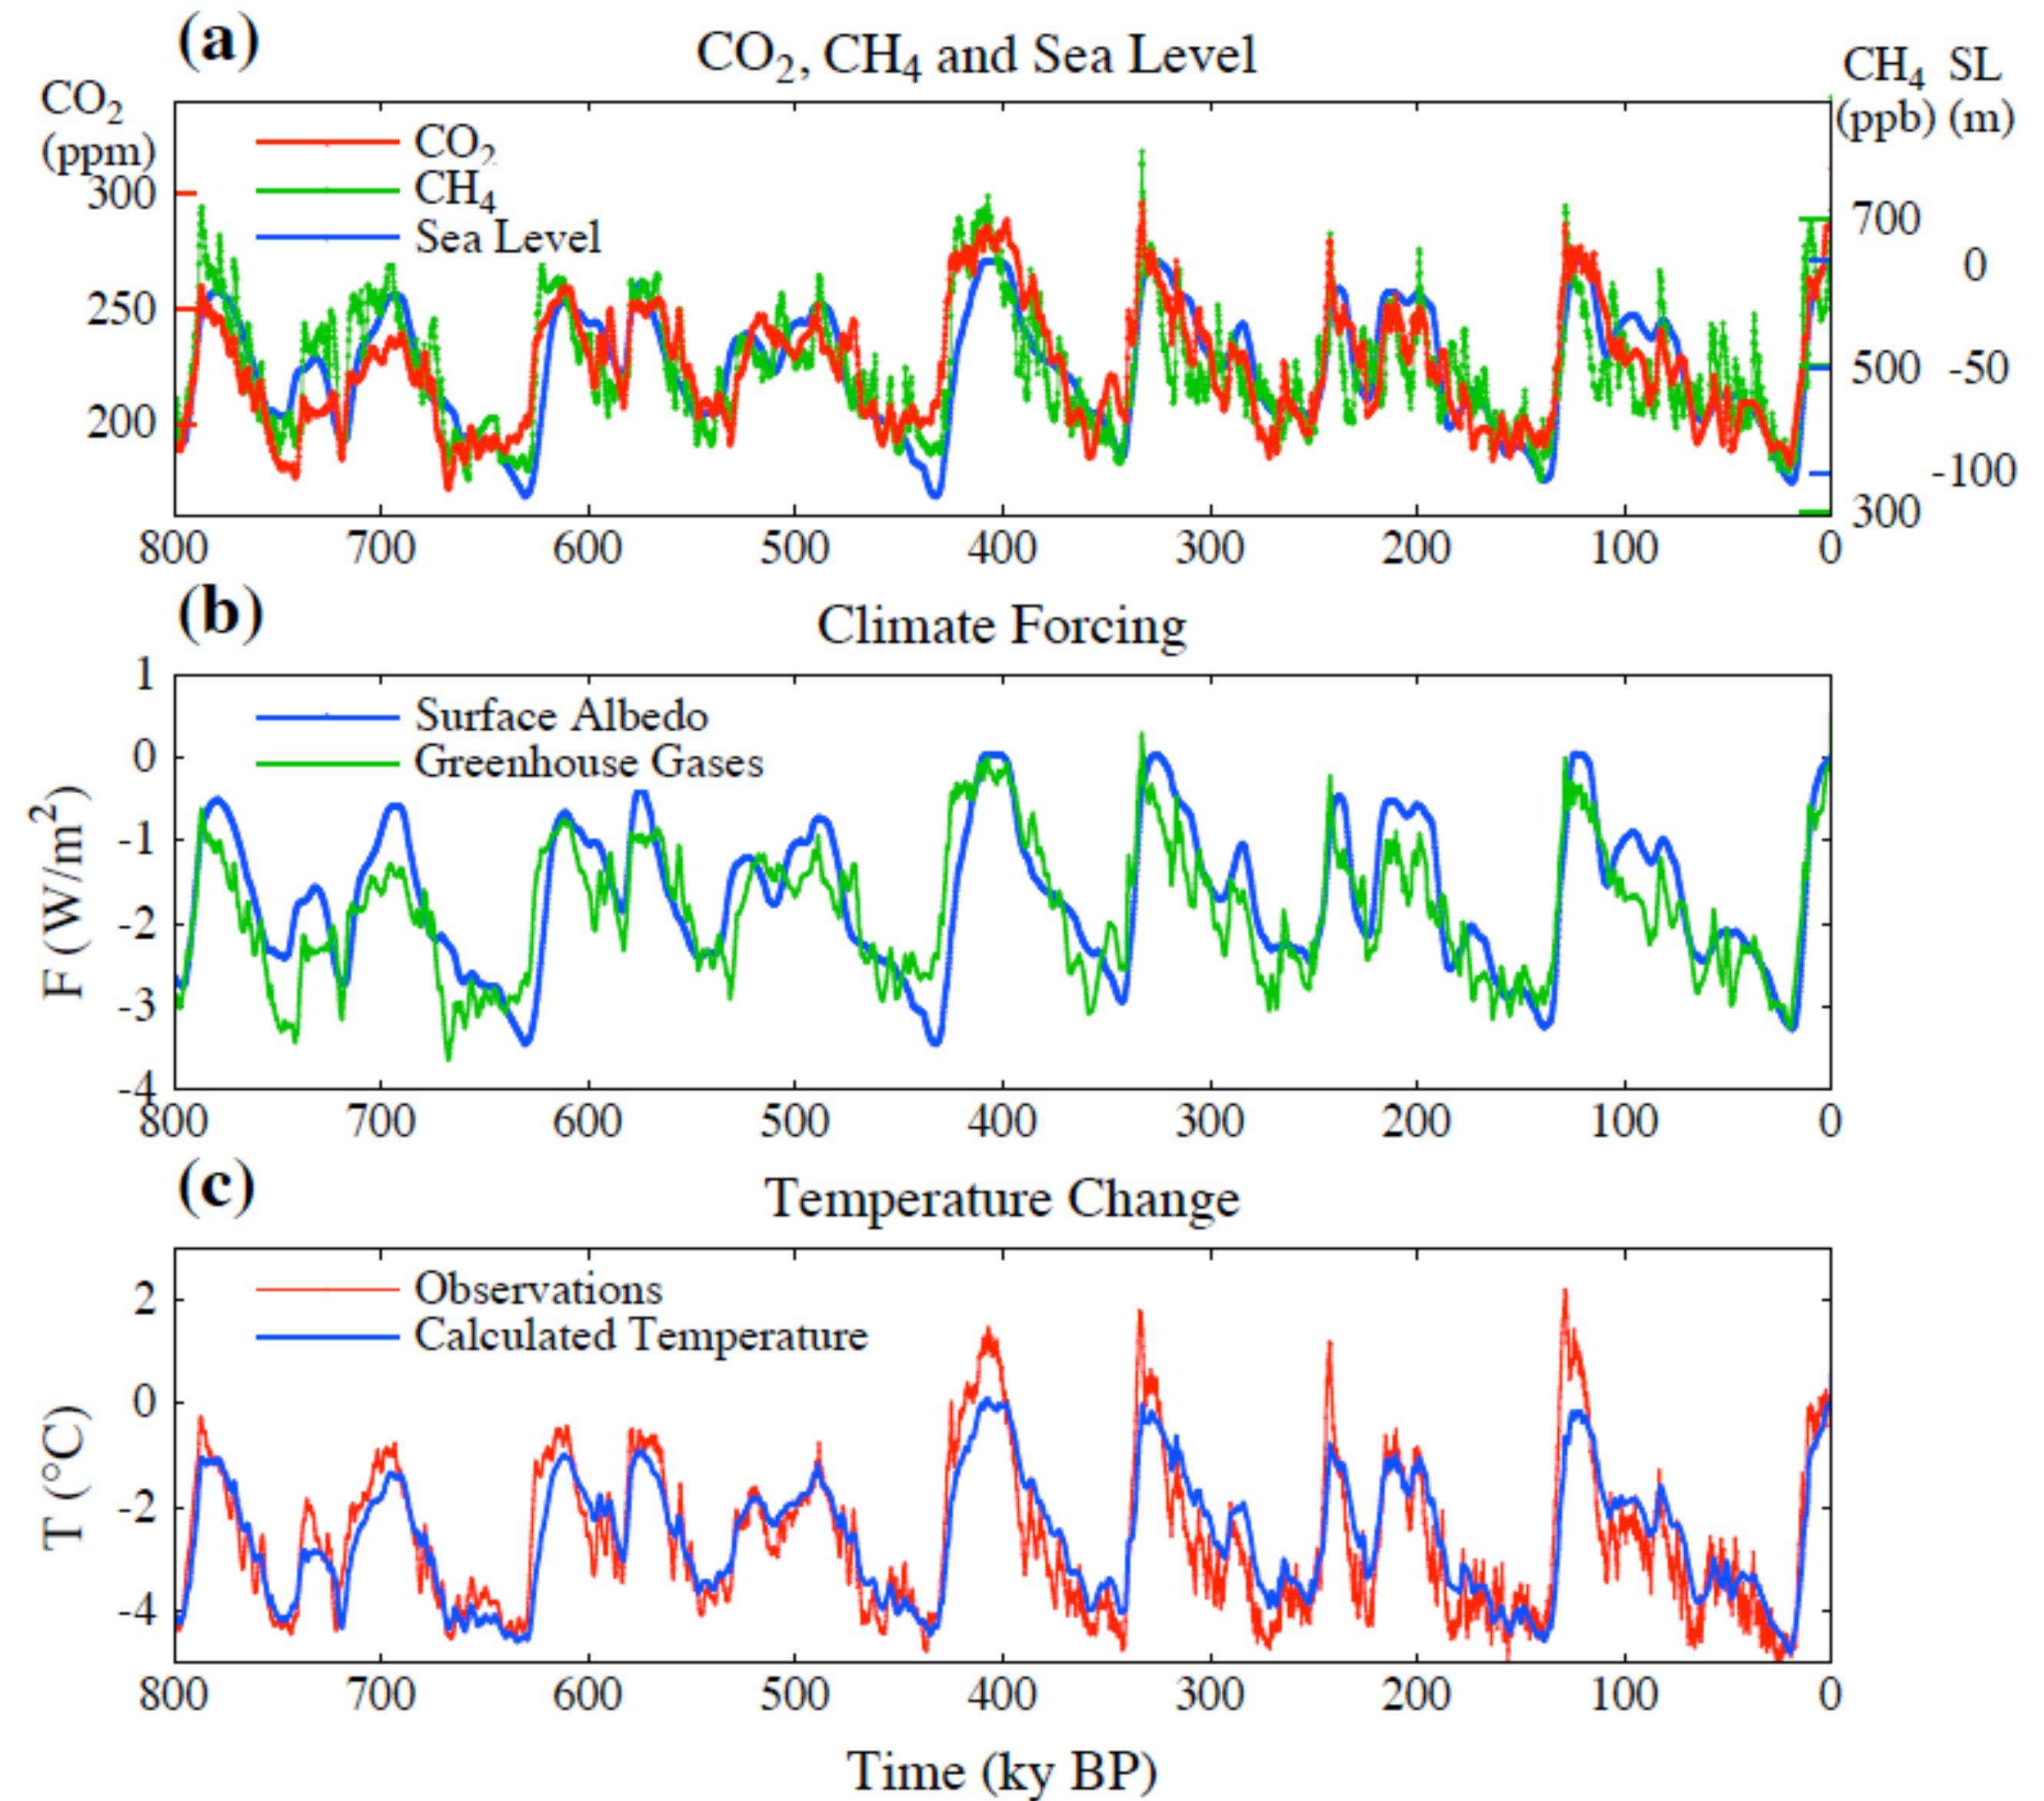 (a)
CO₂, CH₄ and Sea Level
CO₂
(ppm)
CH₄ SL
(ppb) (m)
CO₂
CH₄
Sea Level
300
250
200
700
0
500 -50
-100
300
800 700 600 500 400 300 200 100 0
(b)
Climate Forcing
Surface Albedo
Greenhouse Gases
F (W/m²)
1
0
-1
-2
-3
-4
800 700 600 500 400 300 200 100 0
(c)
Temperature Change
Observations
Calculated Temperature
T (°C)
2
0
-2
-4
800 700 600 500 400 300 200 100 0
Time (ky BP)